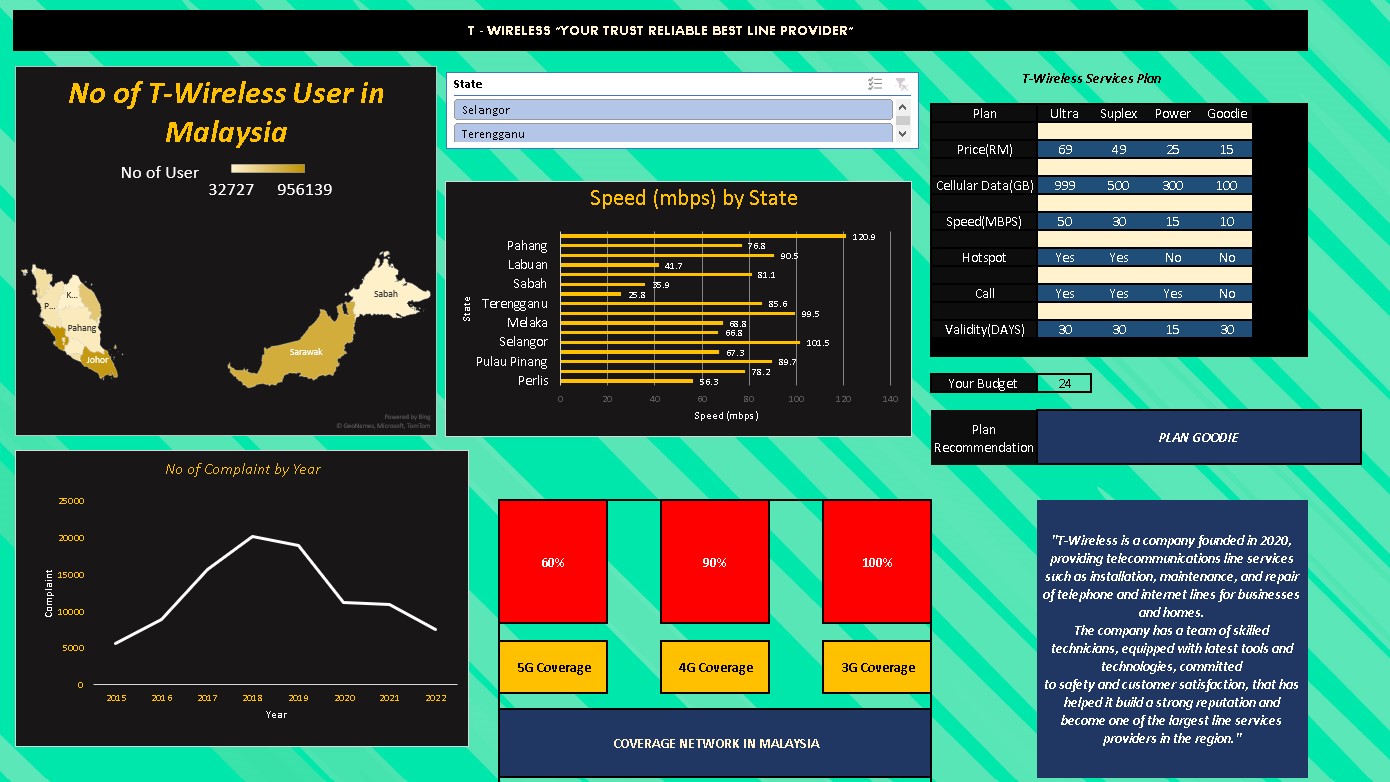 T - WIRELESS "YOUR TRUST RELIABLE BEST LINE PROVIDER"
No of T-Wireless User in
Malaysia
No of User
32727 956139
P...
K...
Pahang
Johor
Sarawak
Sabah
Powered by Bing
© GeoNames, Microsoft, TomTom
State
Selangor
Terengganu
Speed (mbps) by State
State
120.9
Pahang 76.8
90.5
Labuan 41.7
81.1
Sabah 35.9
25.8
Terengganu 85.6
99.5
Melaka 68.8
66.8
Selangor 101.5
67.3
Pulau Pinang 89.7
78.2
Perlis 56.3
0 20 40 60 80 100 120 140
Speed (mbps)
T-Wireless Services Plan
Plan Ultra Suplex Power Goodie
Price(RM) 69 49 25 15
Cellular Data(GB) 999 500 300 100
Speed(MBPS) 50 30 15 10
Hotspot Yes Yes No No
Call Yes Yes Yes No
Validity(DAYS) 30 30 15 30
Your Budget 24
Plan
Recommendation
PLAN GOODIE
No of Complaint by Year
Complaint
25000
20000
15000
10000
5000
0
2015 2016 2017 2018 2019 2020 2021 2022
Year
60% 90% 100%
5G Coverage 4G Coverage 3G Coverage
COVERAGE NETWORK IN MALAYSIA
"T-Wireless is a company founded in 2020,
providing telecommunications line services
such as installation, maintenance, and repair
of telephone and internet lines for businesses
and homes.
The company has a team of skilled
technicians, equipped with latest tools and
technologies, committed
to safety and customer satisfaction, that has
helped it build a strong reputation and
become one of the largest line services
providers in the region."